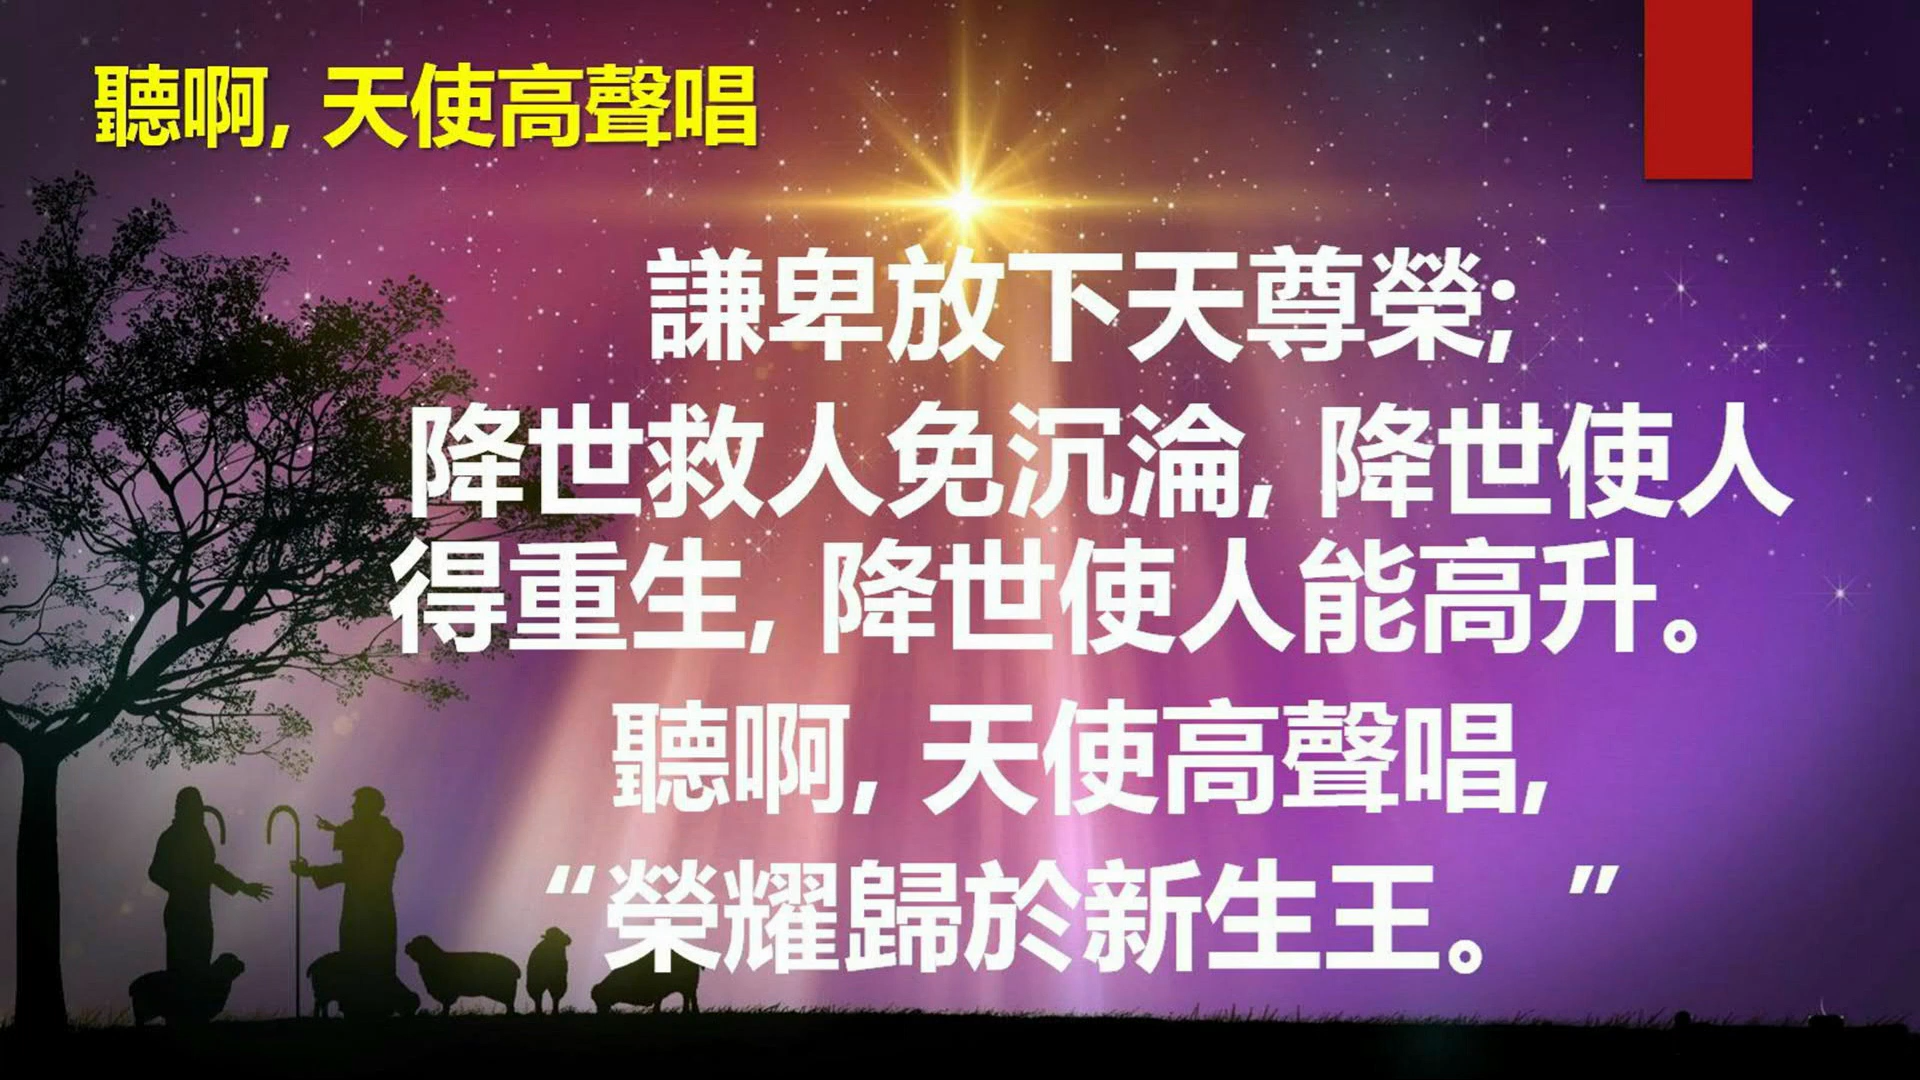 聽啊, 天使高聲唱
謙卑放下天尊榮;
降世救人免沉淪, 降世使人
得重生, 降世使人能高升。
聽啊, 天使高聲唱,
“榮耀歸於新生王。”